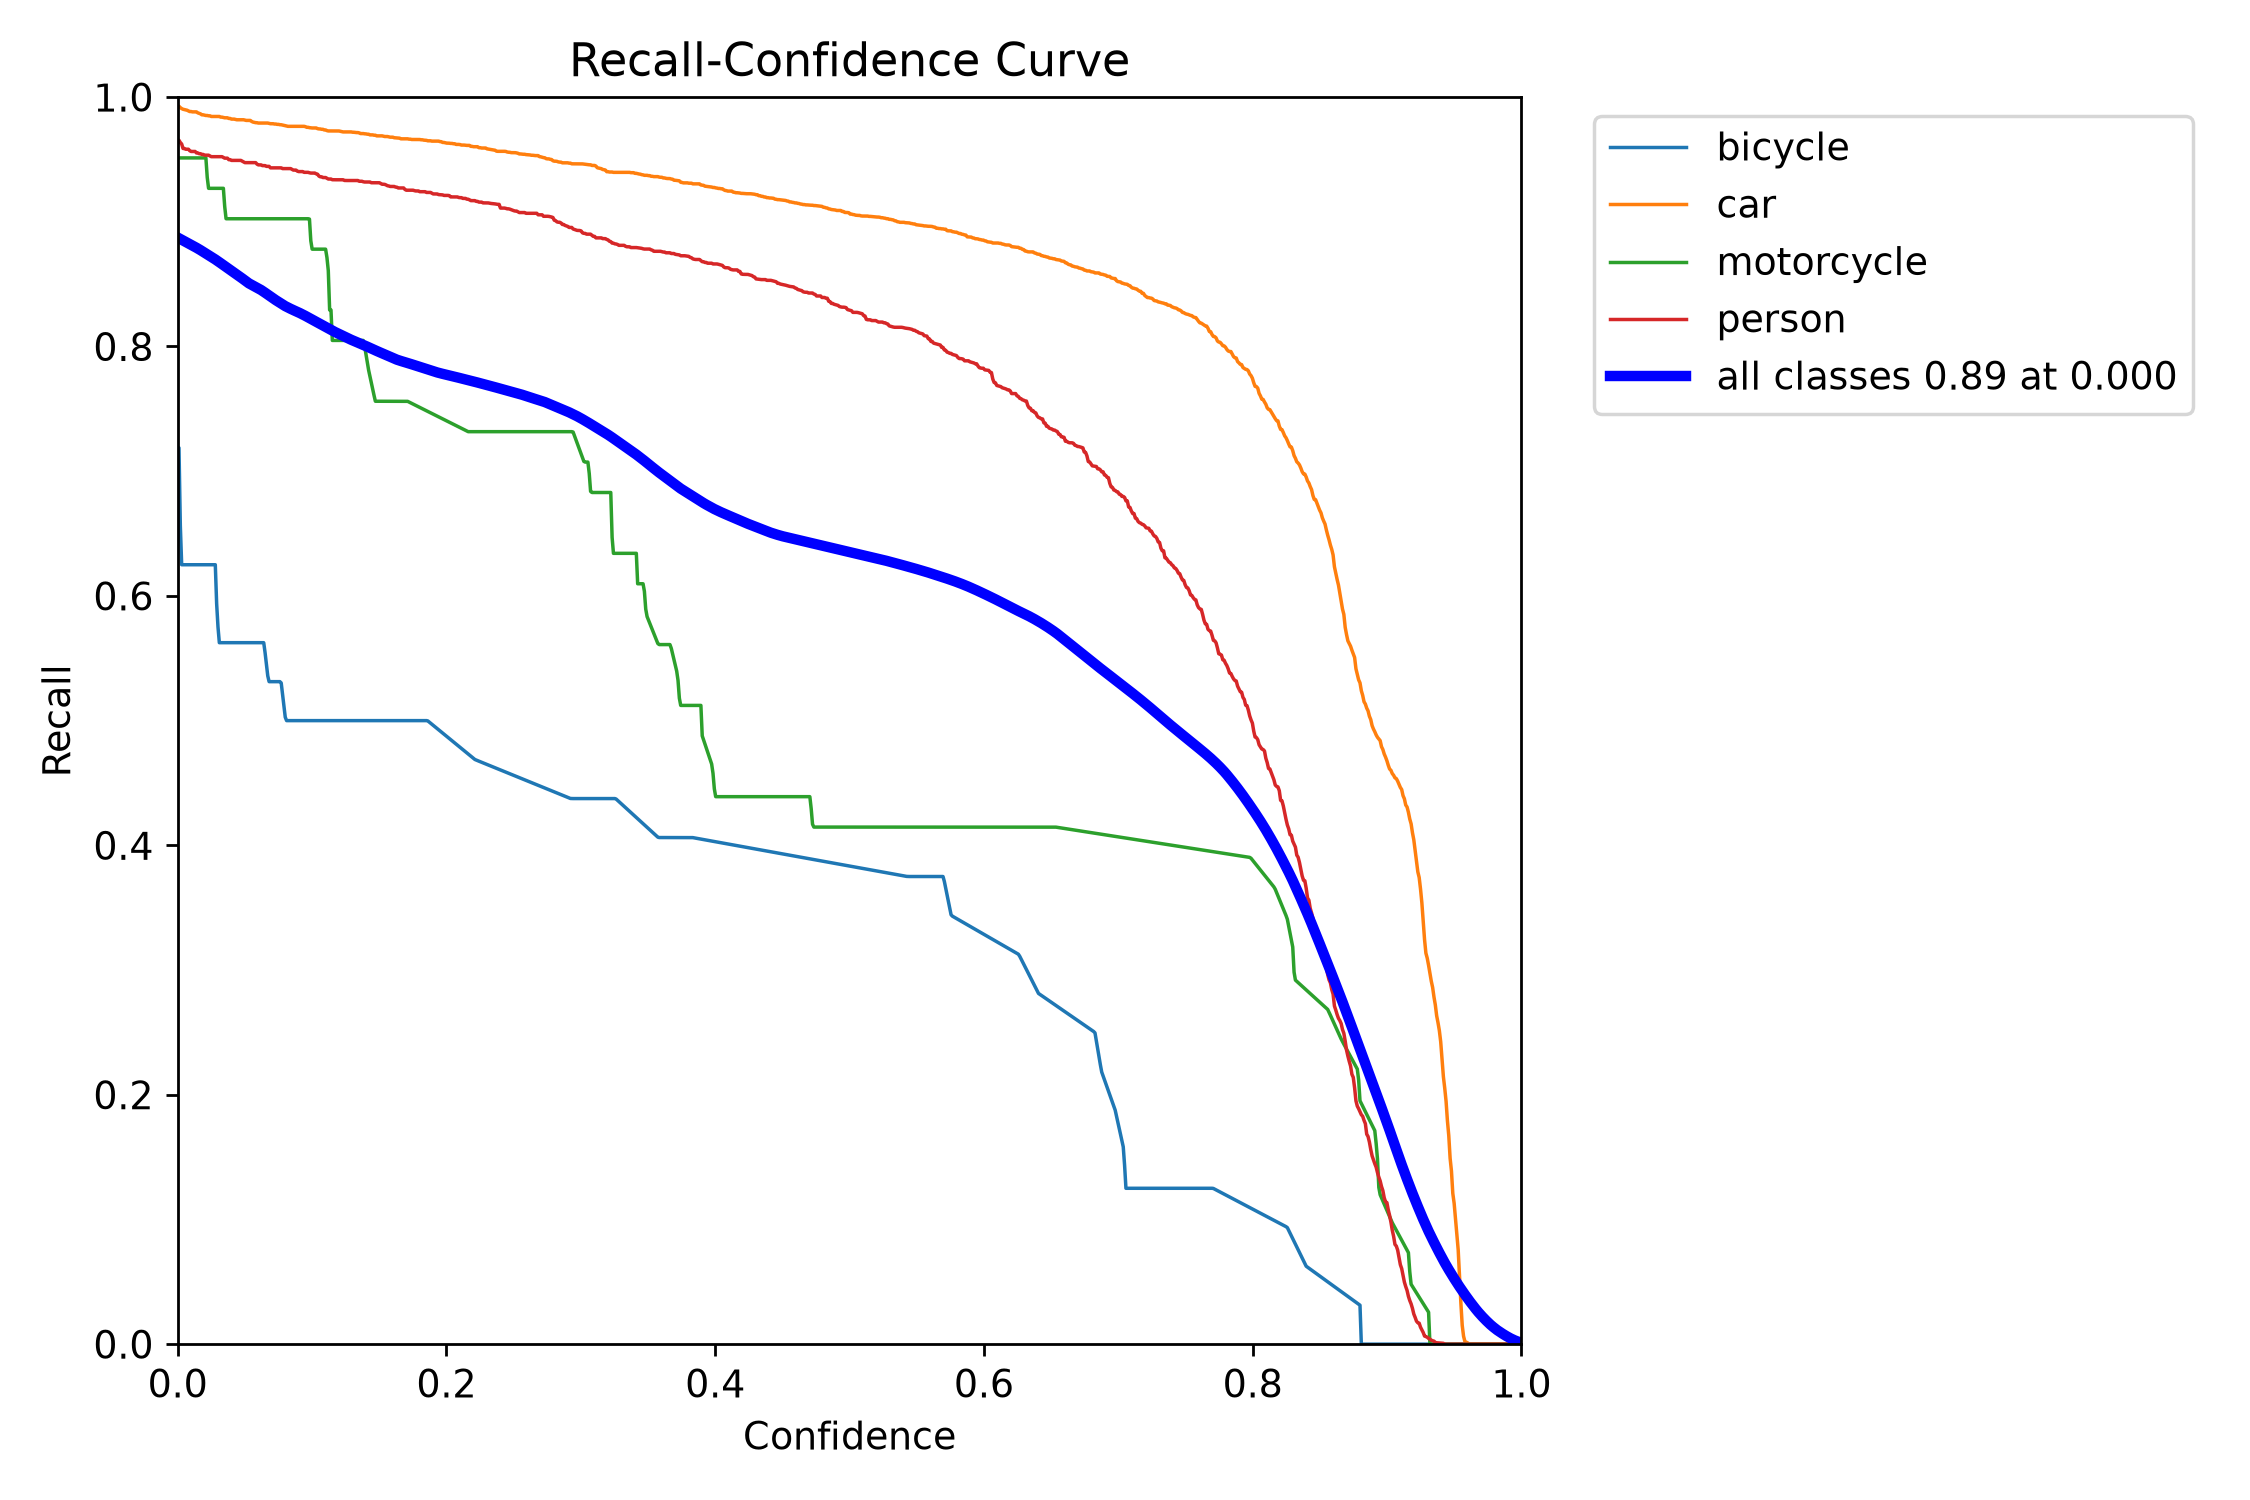 Recall-Confidence Curve
1.0
0.8
0.6
0.4
0.2
0.0
Recall
0.0 0.2 0.4 0.6 0.8 1.0
Confidence
bicycle
car
motorcycle
person
all classes 0.89 at 0.000